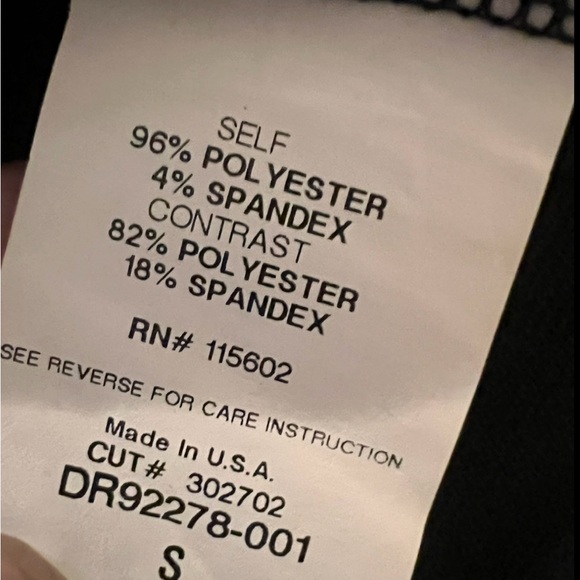 SELF
96% POLYESTER
4% SPANDEX
CONTRAST
82% POLYESTER
18% SPANDEX
RN# 115602
SEE REVERSE FOR CARE INSTRUCTION
Made In U.S.A.
CUT# 302702
DR92278-001
S